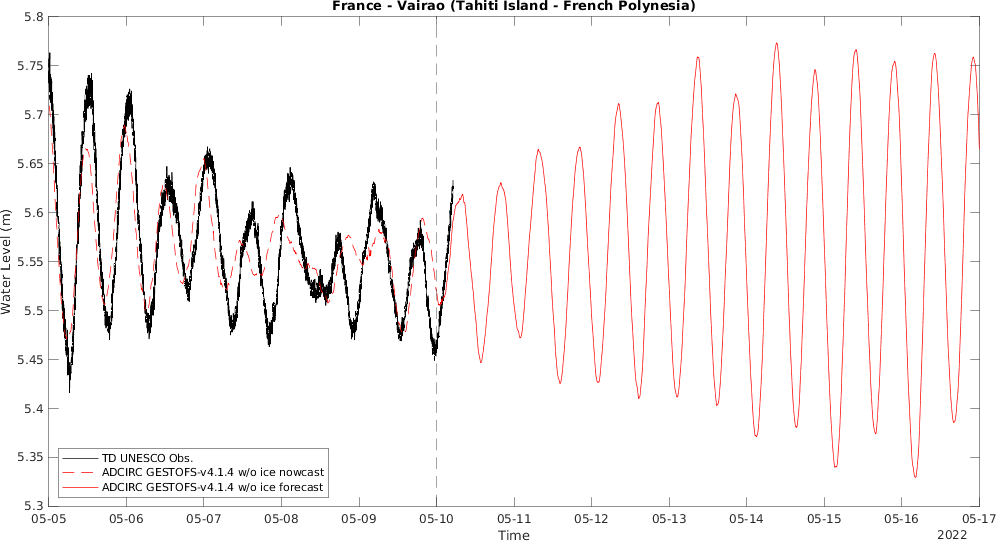 France - Vairao (Tahiti Island - French Polynesia)
5.8
5.75
5.7
5.65
5.6
5.55
5.5
5.45
5.4
5.35
5.3
Water Level (m)
TD UNESCO Obs.
ADCIRC GESTOFS-v4.1.4 w/o ice nowcast
ADCIRC GESTOFS-v4.1.4 w/o ice forecast
05-05 05-06 05-07 05-08 05-09 05-10 05-11 05-12 05-13 05-14 05-15 05-16 05-17
Time
2022